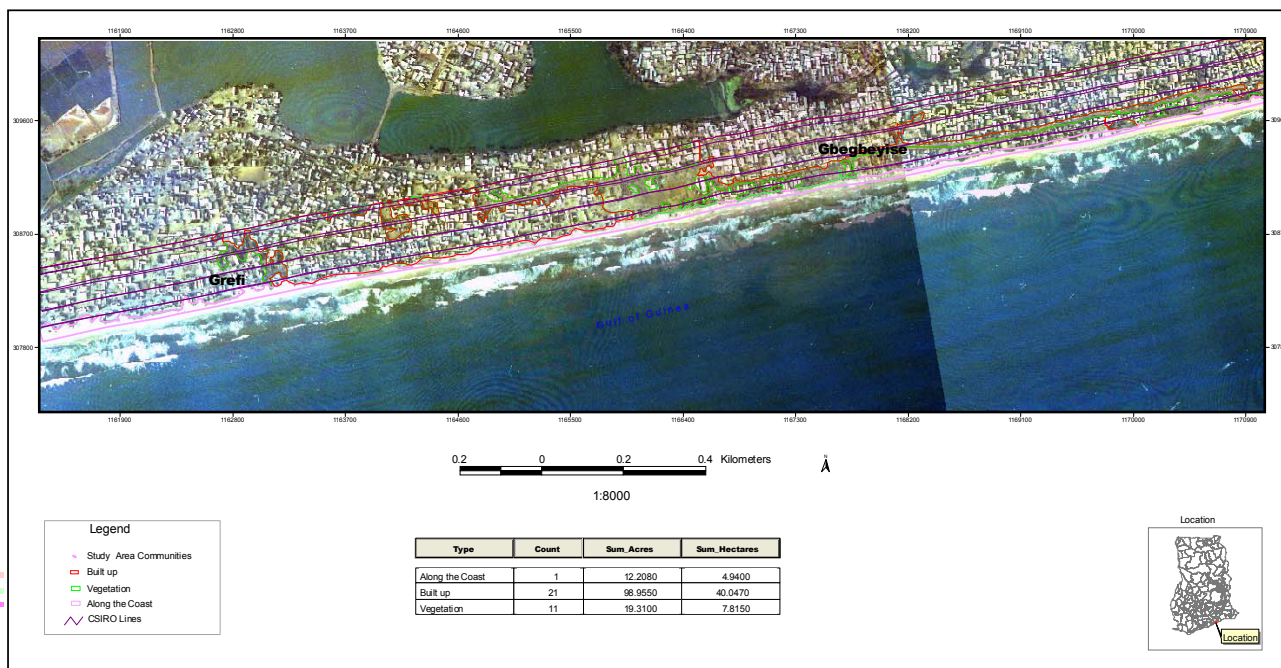 1161900 1162800 1163700 1164600 1165500 1166400 1167300 1168200 1169100 1170000 1170900
309600
Gbegbeyise
308700
Grefi
Gulf of Guinea
307800
1161900 1162800 1163700 1164600 1165500 1166400 1167300 1168200 1169100 1170000 1170900
0.2 0 0.2 0.4 Kilometers
N
1:8000
Legend
Study Area Communities
Built up
Vegetation
Along the Coast
CSIRO Lines
Type Count Sum_Acres Sum_Hectares
Along the Coast 1 12.2080 4.9400
Built up 21 98.9550 40.0470
Vegetation 11 19.3100 7.8150
Location
Location